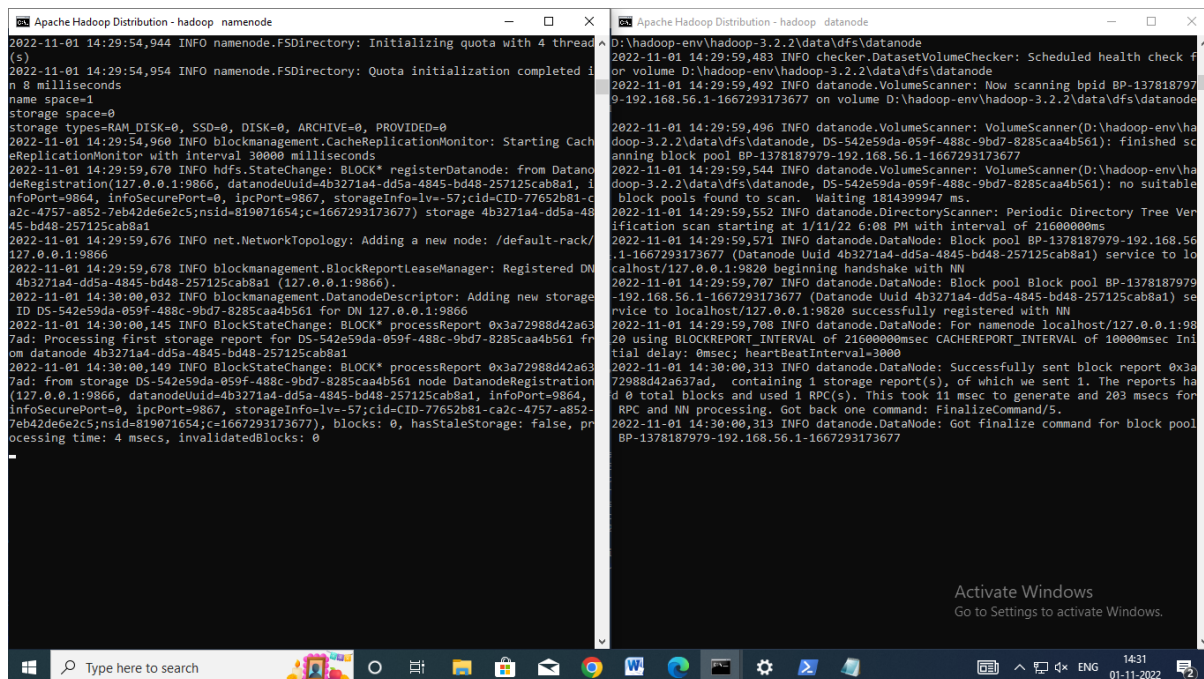 Apache Hadoop Distribution - hadoop   namenode
2022-11-01 14:29:54,944 INFO namenode.FSDirectory: Initializing quota with 4 thread
(s)
2022-11-01 14:29:54,954 INFO namenode.FSDirectory: Quota initialization completed i
n 8 milliseconds
name space=1
storage space=0
storage types=RAM_DISK=0, SSD=0, DISK=0, ARCHIVE=0, PROVIDED=0
2022-11-01 14:29:54,960 INFO blockmanagement.CacheReplicationMonitor: Starting Cach
eReplicationMonitor with interval 30000 milliseconds
2022-11-01 14:29:59,670 INFO hdfs.StateChange: BLOCK* registerDatanode: from Datano
deRegistration(127.0.0.1:9866, datanodeUuid=4b3271a4-dd5a-4845-bd48-257125cab8a1, i
nfoPort=9864, infoSecurePort=0, ipcPort=9867, storageInfo=lv=-57;cid=CID-77652b81-c
a2c-4757-a852-7eb42de6e2c5;nsid=819071654;c=1667293173677) storage 4b3271a4-dd5a-48
45-bd48-257125cab8a1
2022-11-01 14:29:59,676 INFO net.NetworkTopology: Adding a new node: /default-rack/
127.0.0.1:9866
2022-11-01 14:29:59,678 INFO blockmanagement.BlockReportLeaseManager: Registered DN
 4b3271a4-dd5a-4845-bd48-257125cab8a1 (127.0.0.1:9866).
2022-11-01 14:30:00,032 INFO blockmanagement.DatanodeDescriptor: Adding new storage
 ID DS-542e59da-059f-488c-9bd7-8285caa4b561 for DN 127.0.0.1:9866
2022-11-01 14:30:00,145 INFO BlockStateChange: BLOCK* processReport 0x3a72988d42a63
7ad: Processing first storage report for DS-542e59da-059f-488c-9bd7-8285caa4b561 fr
om datanode 4b3271a4-dd5a-4845-bd48-257125cab8a1
2022-11-01 14:30:00,149 INFO BlockStateChange: BLOCK* processReport 0x3a72988d42a63
7ad: from storage DS-542e59da-059f-488c-9bd7-8285caa4b561 node DatanodeRegistration
(127.0.0.1:9866, datanodeUuid=4b3271a4-dd5a-4845-bd48-257125cab8a1, infoPort=9864,
infoSecurePort=0, ipcPort=9867, storageInfo=lv=-57;cid=CID-77652b81-ca2c-4757-a852-
7eb42de6e2c5;nsid=819071654;c=1667293173677), blocks: 0, hasStaleStorage: false, pr
ocessing time: 4 msecs, invalidatedBlocks: 0
Apache Hadoop Distribution - hadoop   datanode
D:\hadoop-env\hadoop-3.2.2\data\dfs\datanode
2022-11-01 14:29:59,483 INFO checker.DatasetVolumeChecker: Scheduled health check f
or volume D:\hadoop-env\hadoop-3.2.2\data\dfs\datanode
2022-11-01 14:29:59,492 INFO datanode.VolumeScanner: Now scanning bpid BP-137818797
9-192.168.56.1-1667293173677 on volume D:\hadoop-env\hadoop-3.2.2\data\dfs\datanode
2022-11-01 14:29:59,496 INFO datanode.VolumeScanner: VolumeScanner(D:\hadoop-env\ha
doop-3.2.2\data\dfs\datanode, DS-542e59da-059f-488c-9bd7-8285caa4b561): finished sc
anning block pool BP-1378187979-192.168.56.1-1667293173677
2022-11-01 14:29:59,544 INFO datanode.VolumeScanner: VolumeScanner(D:\hadoop-env\ha
doop-3.2.2\data\dfs\datanode, DS-542e59da-059f-488c-9bd7-8285caa4b561): no suitable
 block pools found to scan.  Waiting 1814399947 ms.
2022-11-01 14:29:59,552 INFO datanode.DirectoryScanner: Periodic Directory Tree Ver
ification scan starting at 1/11/22 6:08 PM with interval of 21600000ms
2022-11-01 14:29:59,571 INFO datanode.DataNode: Block pool BP-1378187979-192.168.56
.1-1667293173677 (Datanode Uuid 4b3271a4-dd5a-4845-bd48-257125cab8a1) service to lo
calhost/127.0.0.1:9820 beginning handshake with NN
2022-11-01 14:29:59,707 INFO datanode.DataNode: Block pool Block pool BP-1378187979
-192.168.56.1-1667293173677 (Datanode Uuid 4b3271a4-dd5a-4845-bd48-257125cab8a1) se
rvice to localhost/127.0.0.1:9820 successfully registered with NN
2022-11-01 14:29:59,708 INFO datanode.DataNode: For namenode localhost/127.0.0.1:98
20 using BLOCKREPORT_INTERVAL of 21600000msec CACHEREPORT_INTERVAL of 10000msec Ini
tial delay: 0msec; heartBeatInterval=3000
2022-11-01 14:30:00,313 INFO datanode.DataNode: Successfully sent block report 0x3a
72988d42a637ad,  containing 1 storage report(s), of which we sent 1. The reports ha
d 0 total blocks and used 1 RPC(s). This took 11 msec to generate and 203 msecs for
 RPC and NN processing. Got back one command: FinalizeCommand/5.
2022-11-01 14:30:00,313 INFO datanode.DataNode: Got finalize command for block pool
 BP-1378187979-192.168.56.1-1667293173677
Activate Windows
Go to Settings to activate Windows.
Type here to search
ENG
14:31
01-11-2022
2